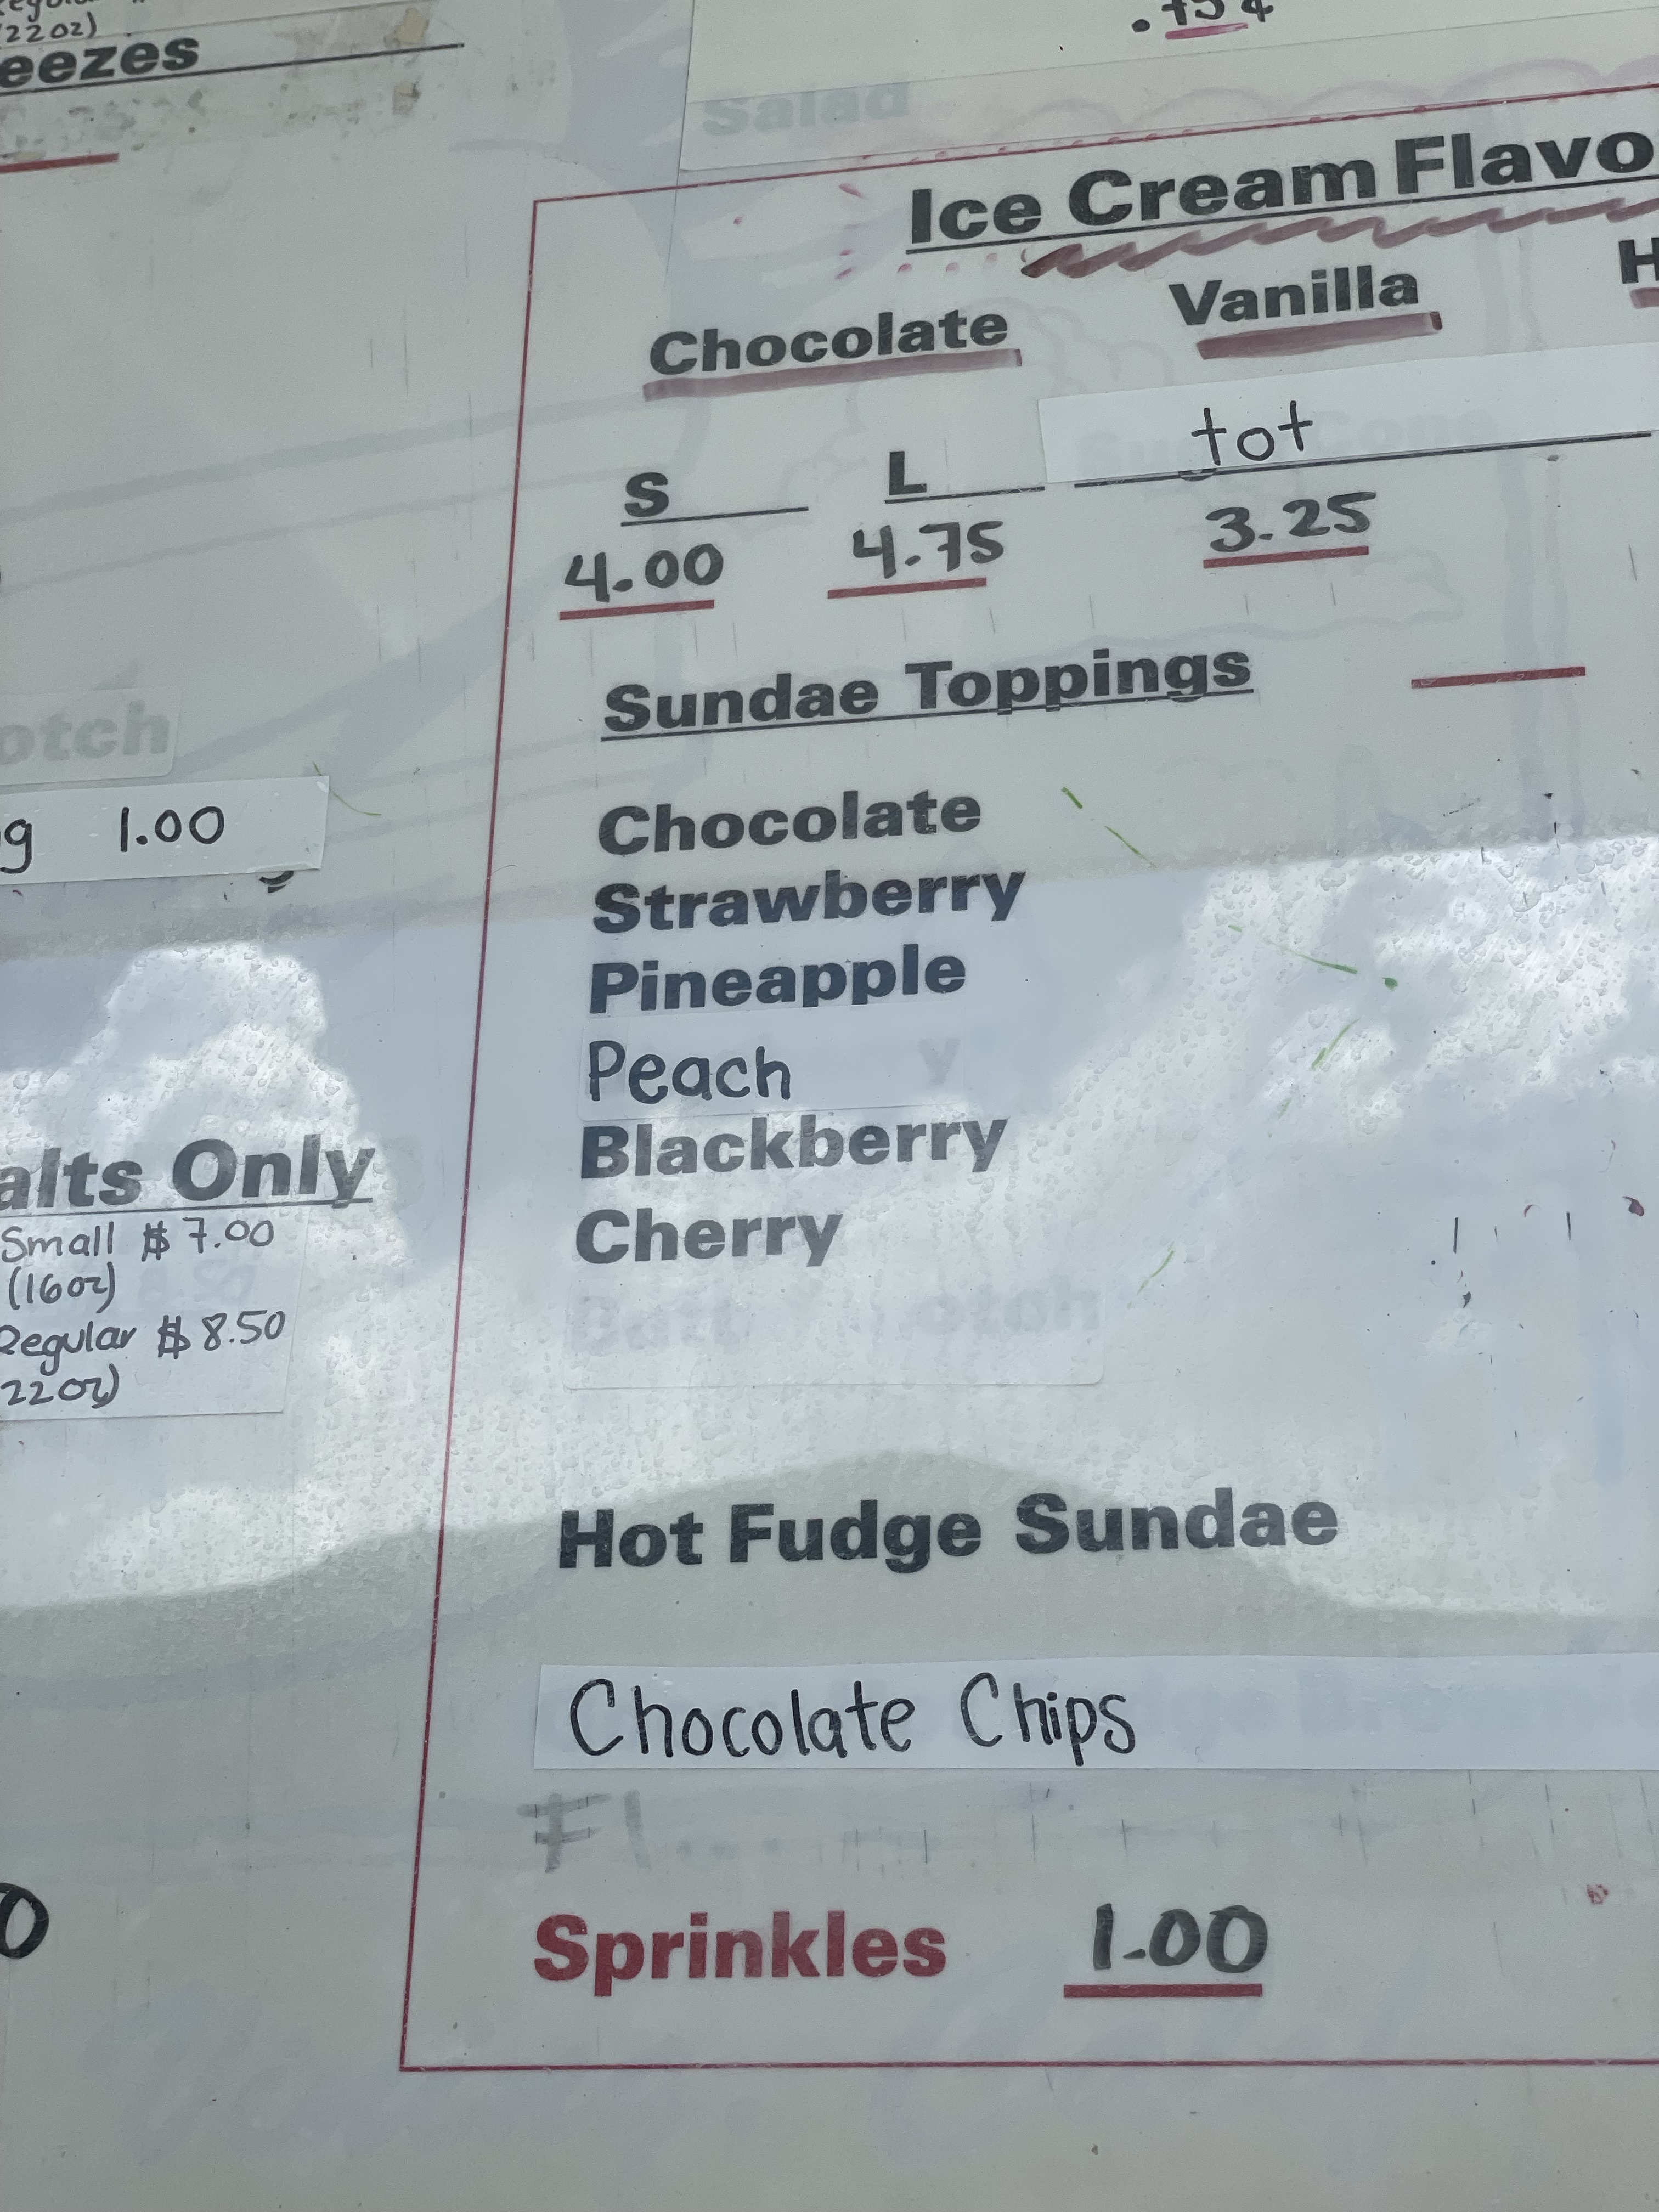 (22oz)
eezes
Salad
Ice Cream Flavo
Chocolate Vanilla H
S L tot
4.00 4.75 3.25
Sundae Toppings
otch
g 1.00
Chocolate
Strawberry
Pineapple
Peach
Blackberry
Cherry
alts Only
Small $7.00
(16oz)
Regular $8.50
22oz)
Hot Fudge Sundae
Chocolate Chips
Sprinkles 1.00